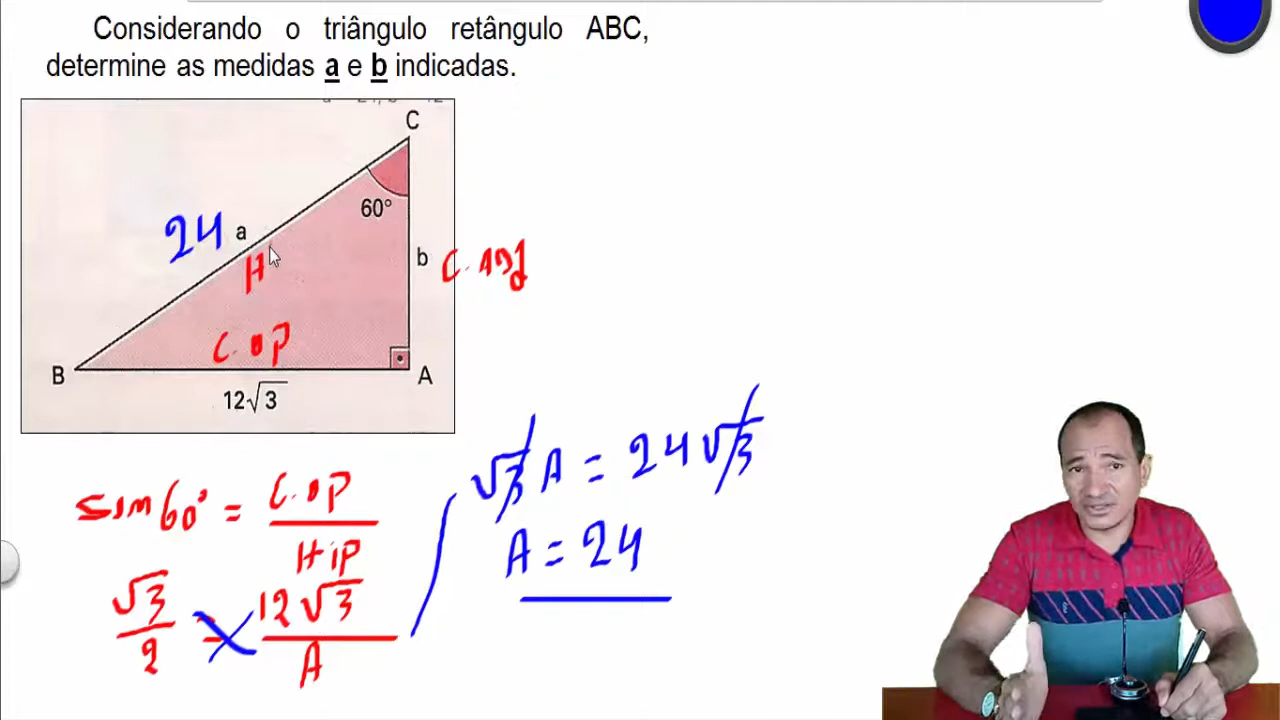 Considerando o triângulo retângulo ABC,
determine as medidas a e b indicadas.
C
60°
24 a
H
b C. ADJ
C. OP
B
A
12√3
√3 A = 24√3
A = 24
sin 60° = C.OP / Hip
√3 / 2 = 12√3 / A